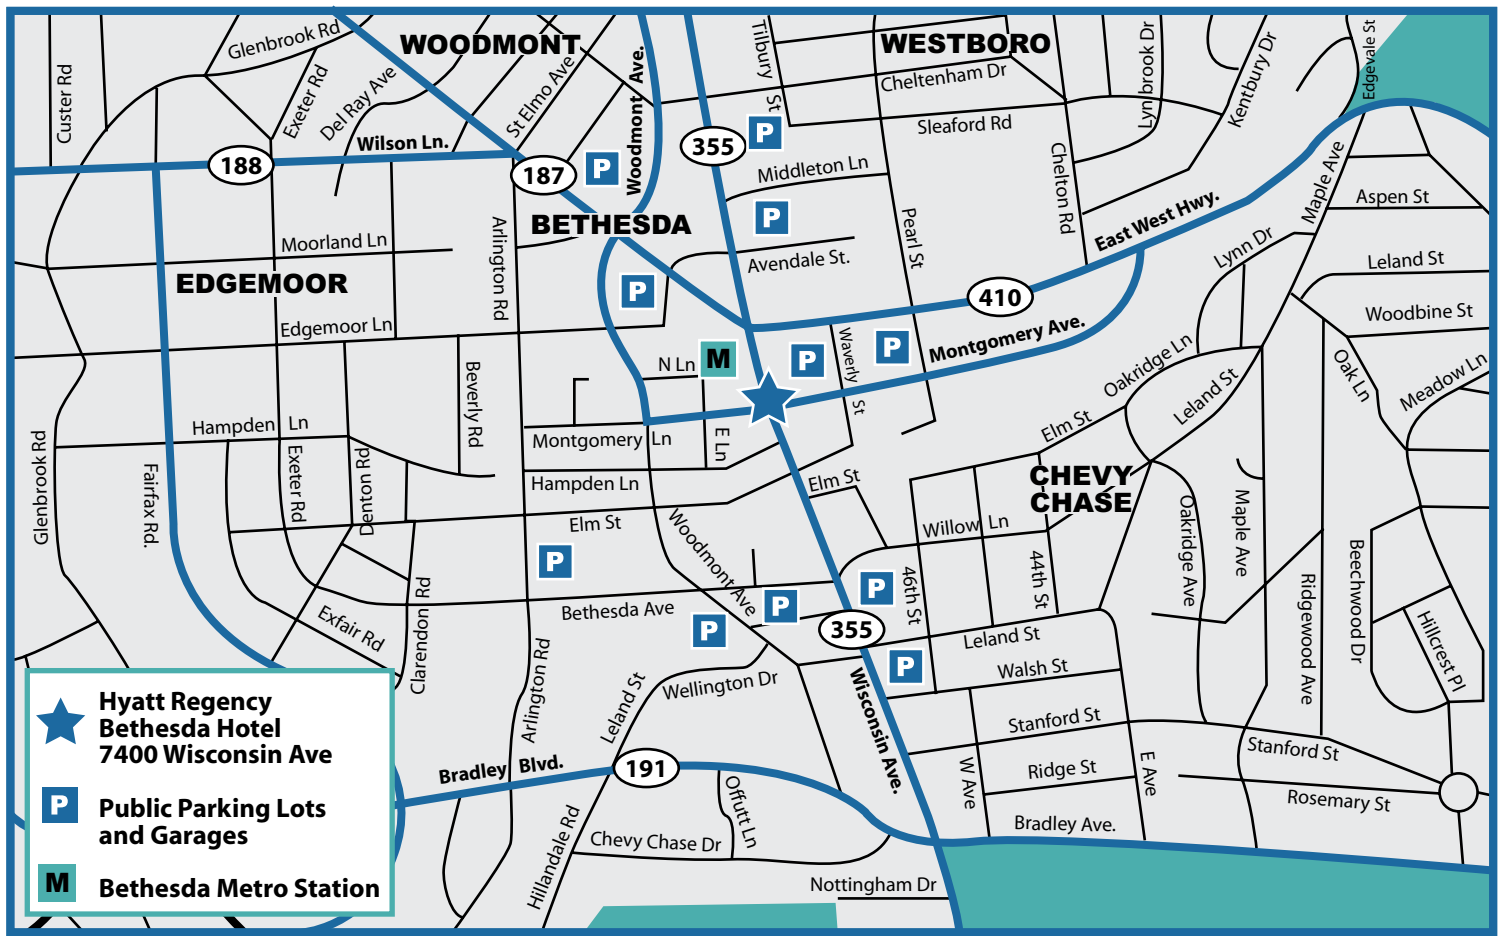 Glenbrook Rd
WOODMONT
Woodmont Ave.
Tilbury St
WESTBORO
Cheltenham Dr
Lynnbrook Dr
Kentbury Dr
Edgevale St
Custer Rd
Exeter Rd
Del Ray Ave
St Elmo Ave
Sleaford Rd
Wilson Ln.
188
187
P
355
P
Middleton Ln
Chelton Rd
Maple Ave
Aspen St
East West Hwy.
BETHESDA
P
Pearl St
Arlington Rd
Moorland Ln
Avendale St.
Lynn Dr
Leland St
EDGEMOOR
P
410
Woodbine St
Edgemoor Ln
Montgomery Ave.
N Ln
M
P
Waverly St
P
Oakridge Ln
Oak Ln
Meadow Ln
Beverly Rd
Leland St
Hampden Ln
Montgomery Ln
E Ln
Elm St
Glenbrook Rd
Fairfax Rd.
Exeter Rd
Denton Rd
Hampden Ln
Elm St
CHEVY
CHASE
Elm St
Woodmont Ave
Willow Ln
Oakridge Ave
Maple Ave
P
46th St
44th St
Ridgewood Ave
Beechwood Dr
Bethesda Ave
P
P
Exfair Rd
Clarendon Rd
P
355
Leland St
Hillcrest Pl
Arlington Rd
P
Walsh St
Wellington Dr
Leland St
Wisconsin Ave.
Stanford St
Stanford St
Bradley Blvd.
191
W Ave
Ridge St
E Ave
Rosemary St
Offutt Ln
Bradley Ave.
Hillandale Rd
Chevy Chase Dr
Nottingham Dr
Hyatt Regency
Bethesda Hotel
7400 Wisconsin Ave
P
Public Parking Lots
and Garages
M
Bethesda Metro Station